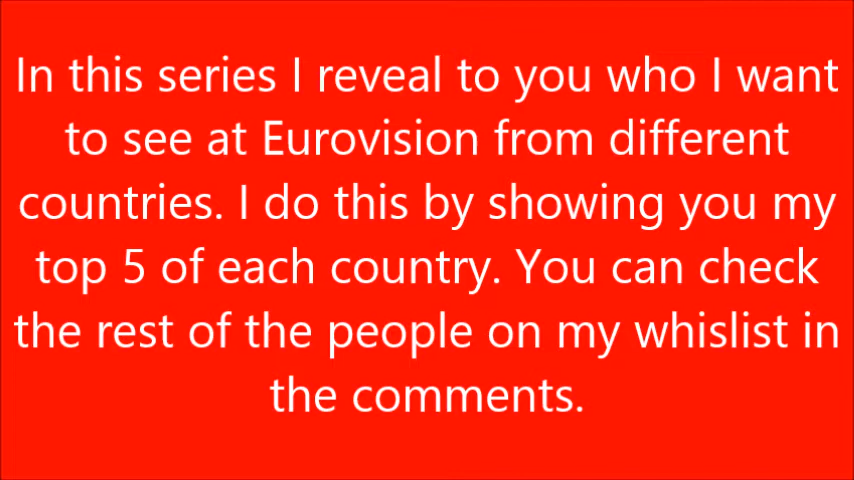 In this series I reveal to you who I want
to see at Eurovision from different
countries. I do this by showing you my
top 5 of each country. You can check
the rest of the people on my whislist in
the comments.